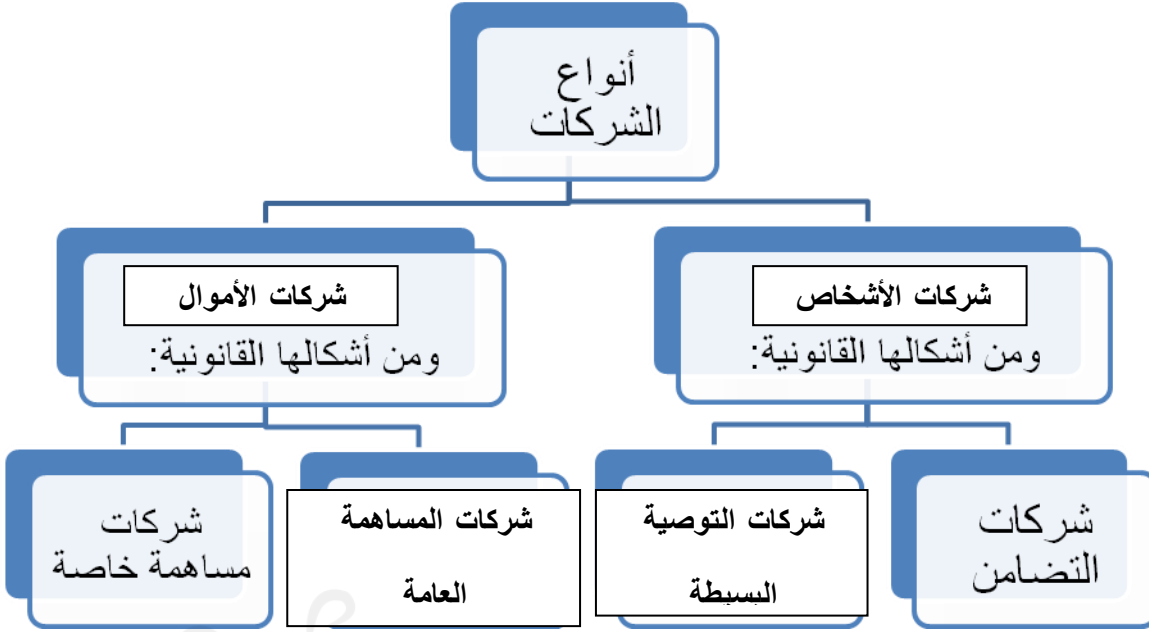 أنواع
الشركات
شركات الأشخاص
ومن أشكالها القانونية:
شركات الأموال
ومن أشكالها القانونية:
شركات
التضامن
شركات التوصية
البسيطة
شركات المساهمة
العامة
شركات
مساهمة خاصة